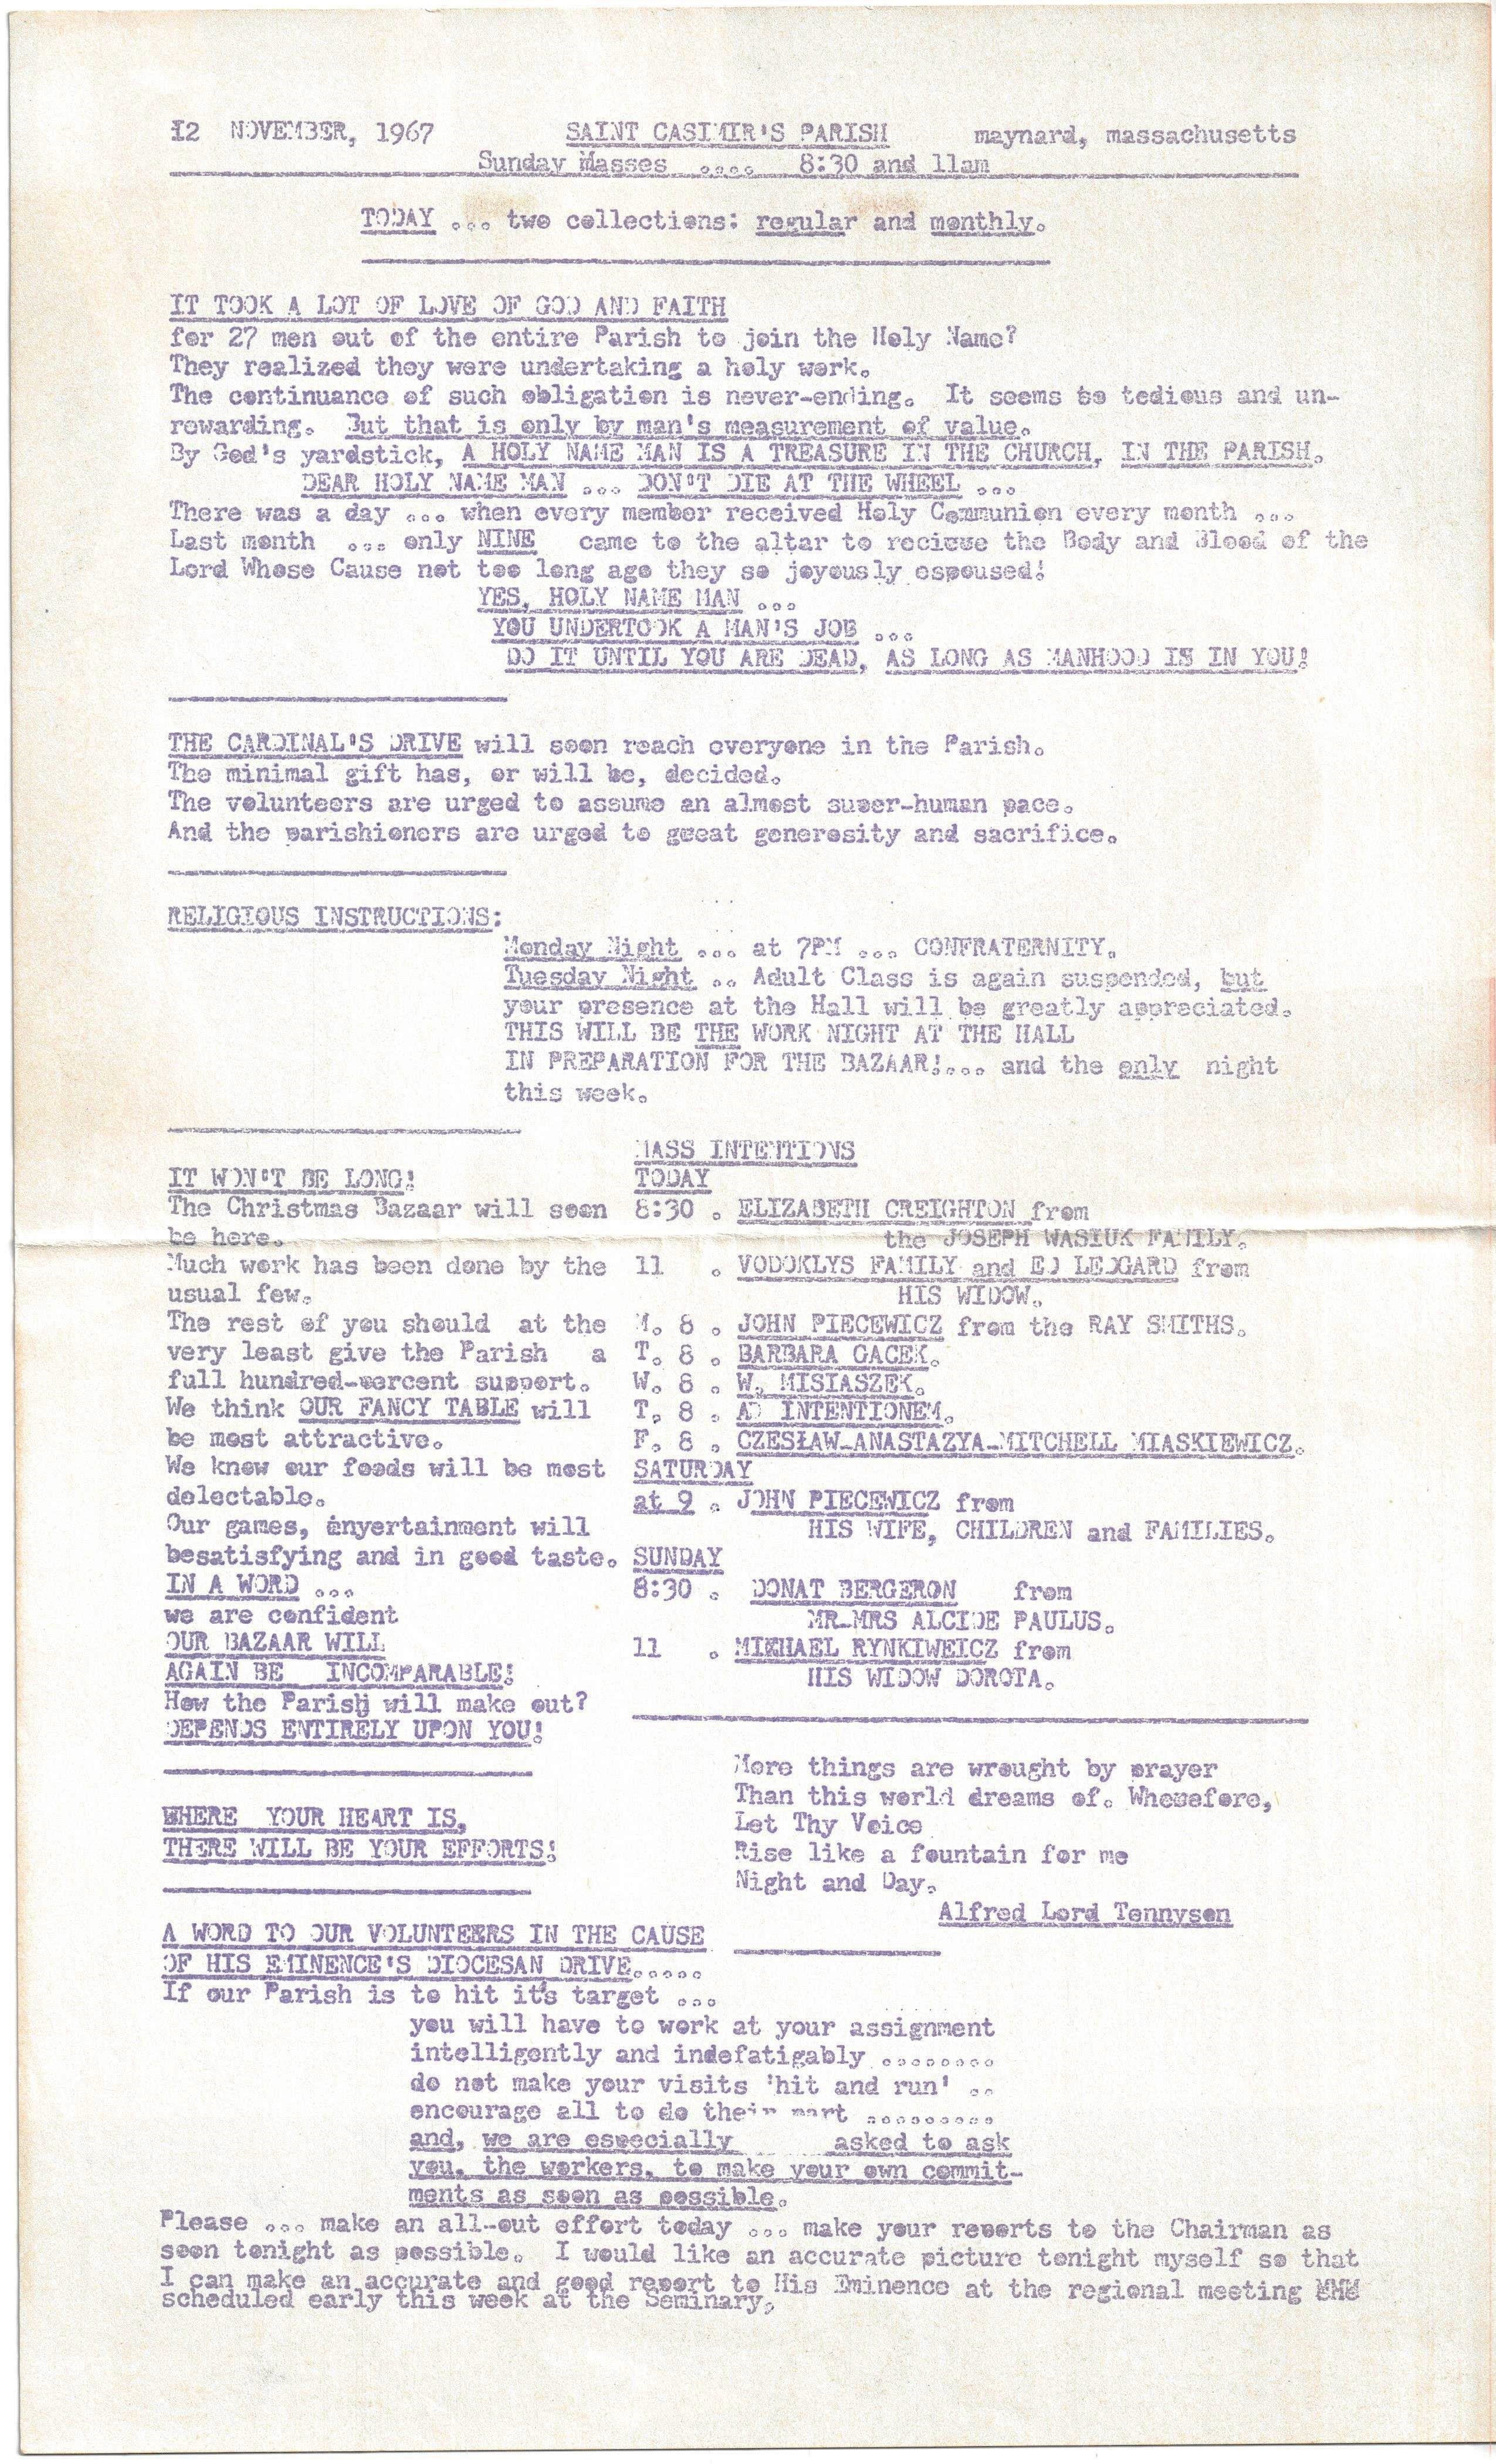 12 NOVEMBER, 1967 SAINT CASIMIR'S PARISH maynard, massachusetts
Sunday Masses .... 8:30 and 11am
TODAY ... two collections: regular and monthly.
IT TOOK A LOT OF LOVE OF GOD AND FAITH
for 27 men out of the entire Parish to join the Holy Name?
They realized they were undertaking a holy work.
The continuance of such obligation is never-ending. It seems so tedious and un-
rewarding. But that is only by man's measurement of value.
By God's yardstick, A HOLY NAME MAN IS A TREASURE IN THE CHURCH, IN THE PARISH.
DEAR HOLY NAME MAN ... DON'T DIE AT THE WHEEL ...
There was a day ... when every member received Holy Communion every month ...
Last month ... only NINE came to the altar to recieve the Body and Blood of the
Lord Whose Cause not too long ago they so joyously espoused!
YES, HOLY NAME MAN ...
YOU UNDERTOOK A MAN'S JOB ...
DO IT UNTIL YOU ARE DEAD, AS LONG AS MANHOOD IS IN YOU!
THE CARDINAL'S DRIVE will soon reach everyone in the Parish.
The minimal gift has, or will be, decided.
The volunteers are urged to assume an almost super-human pace.
And the parishioners are urged to great generosity and sacrifice.
RELIGIOUS INSTRUCTIONS:
Monday Night ... at 7PM ... CONFRATERNITY.
Tuesday Night .. Adult Class is again suspended, but
your presence at the Hall will be greatly appreciated.
THIS WILL BE THE WORK NIGHT AT THE HALL
IN PREPARATION FOR THE BAZAAR!... and the only night
this week.
IT WON'T BE LONG!
The Christmas Bazaar will soon
be here.
Much work has been done by the
usual few.
The rest of you should at the
very least give the Parish a
full hundred-percent support.
We think OUR FANCY TABLE will
be most attractive.
We know our foods will be most
delectable.
Our games, enyertainment will
besatisfying and in good taste.
IN A WORD ...
we are confident
OUR BAZAAR WILL
AGAIN BE INCOMPARABLE!
How the Parish will make out?
DEPENDS ENTIRELY UPON YOU!
WHERE YOUR HEART IS,
THERE WILL BE YOUR EFFORTS!
MASS INTENTIONS
TODAY
8:30 . ELIZABETH CREIGHTON from
the JOSEPH WASIUK FAMILY.
11 . VODOKLYS FAMILY and ED LEDGARD from
HIS WIDOW.
M. 8 . JOHN PIECEWICZ from the RAY SMITHS.
T. 8 . BARBARA GACEK.
W. 8 . W. MISIASZEK.
T. 8 . AD INTENTIONEM.
F. 8 . CZESŁAW-ANASTAZYA-MITCHELL MIASKIEWICZ.
SATURDAY
at 9 . JOHN PIECEWICZ from
HIS WIFE, CHILDREN and FAMILIES.
SUNDAY
8:30 . DONAT BERGERON from
MR-MRS ALCIDE PAULUS.
11 . MIKHAEL RYNKIWEICZ from
HIS WIDOW DOROTA.
More things are wrought by prayer
Than this world dreams of. Wherefore,
Let Thy Voice
Rise like a fountain for me
Night and Day.
Alfred Lord Tennyson
A WORD TO OUR VOLUNTEERS IN THE CAUSE
OF HIS EMINENCE'S DIOCESAN DRIVE.....
If our Parish is to hit it's target ...
you will have to work at your assignment
intelligently and indefatigably ........
do not make your visits 'hit and run' ..
encourage all to do their part .........
and, we are especially asked to ask
you, the workers, to make your own commit-
ments as soon as possible.
Please ... make an all-out effort today ... make your reports to the Chairman as
soon tonight as possible. I would like an accurate picture tonight myself so that
I can make an accurate and good report to His Eminence at the regional meeting
scheduled early this week at the Seminary.